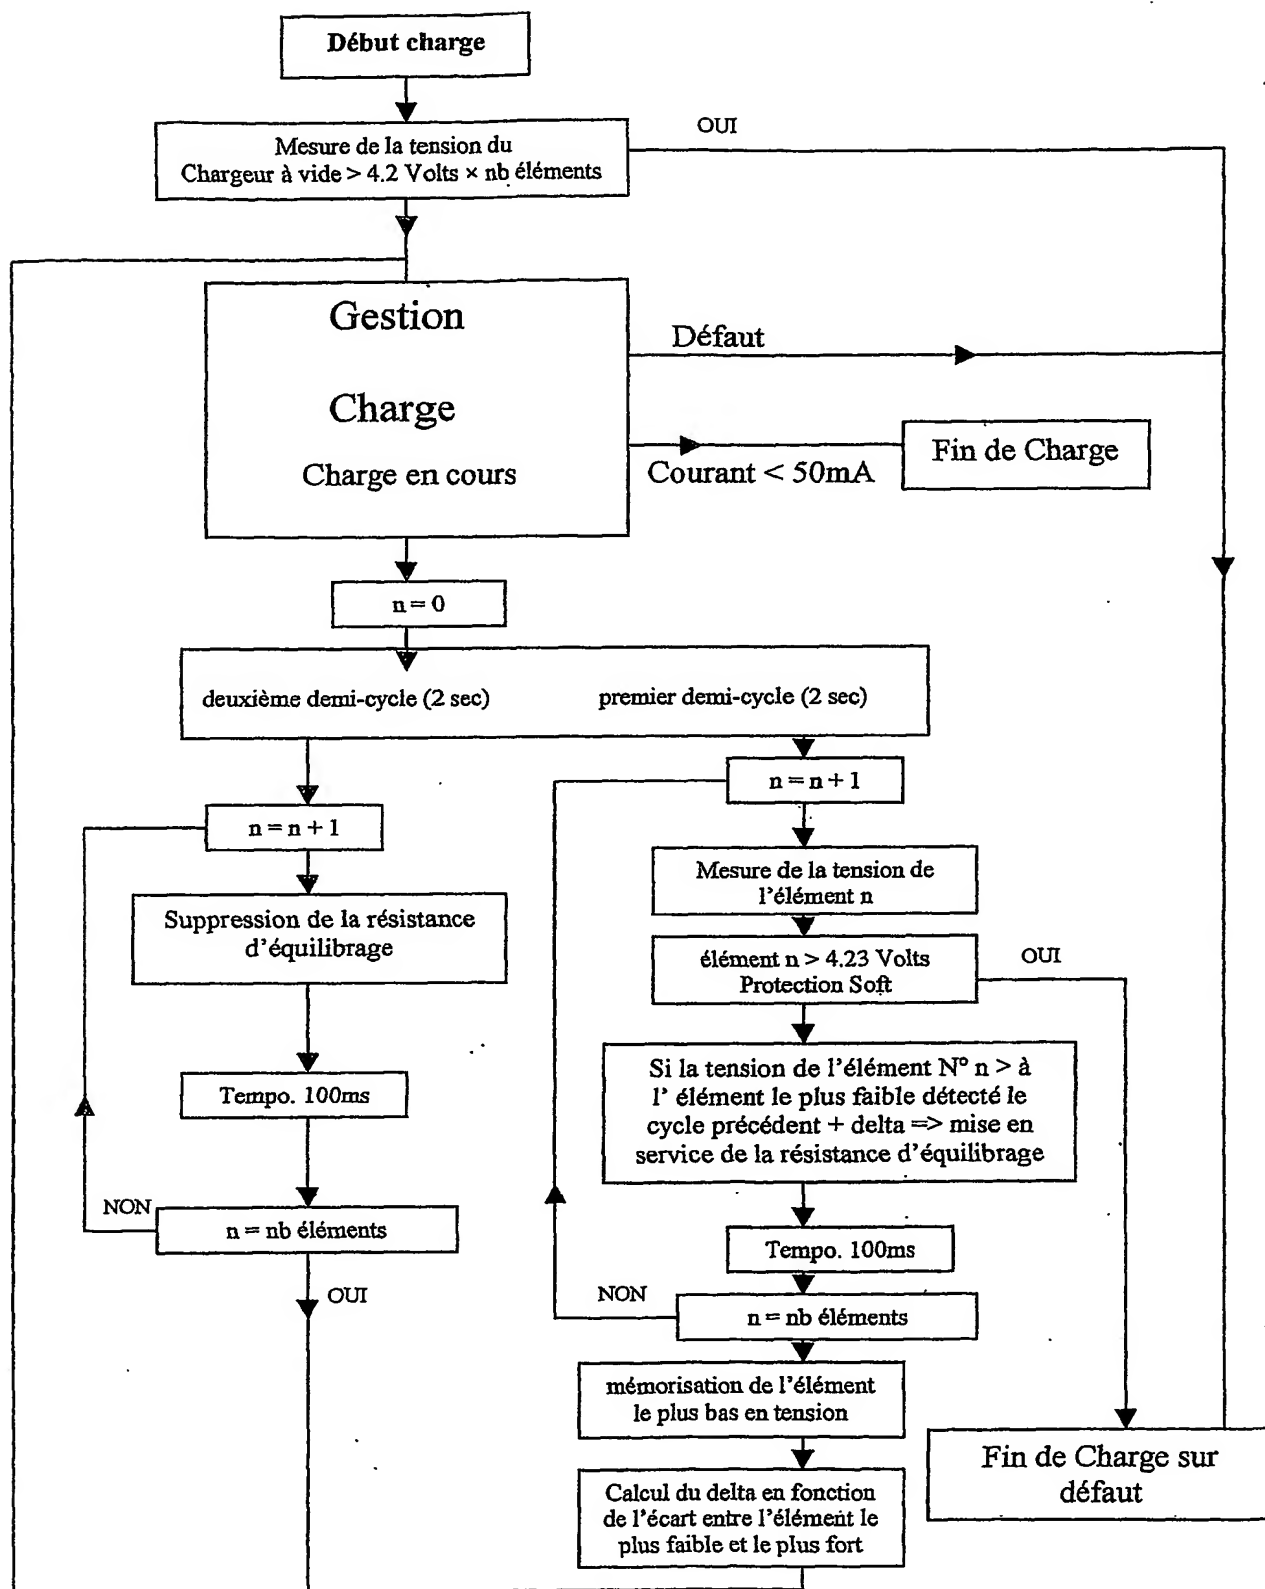 Début charge
Mesure de la tension du
Chargeur à vide > 4.2 Volts × nb éléments
OUI
Gestion
Charge
Charge en cours
Défaut
Courant < 50mA
Fin de Charge
n = 0
deuxième demi-cycle (2 sec)
premier demi-cycle (2 sec)
n = n + 1
Suppression de la résistance
d'équilibrage
Tempo. 100ms
NON
n = nb éléments
OUI
n = n + 1
Mesure de la tension de
l'élément n
élément n > 4.23 Volts
Protection Soft
OUI
Si la tension de l'élément N° n > à
l' élément le plus faible détecté le
cycle précédent + delta => mise en
service de la résistance d'équilibrage
Tempo. 100ms
NON
n = nb éléments
mémorisation de l'élément
le plus bas en tension
Calcul du delta en fonction
de l'écart entre l'élément le
plus faible et le plus fort
Fin de Charge sur
défaut